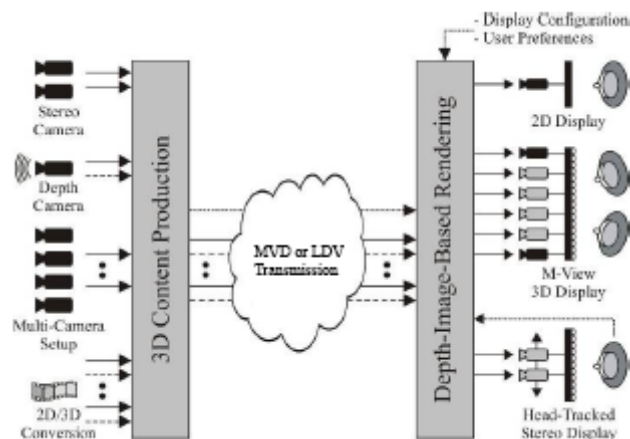 - Display Configuration
- User Preferences
Stereo
Camera
Depth
Camera
Multi-Camera
Setup
2D/3D
Conversion
3D Content Production
MVD or LDV
Transmission
Depth-Image-Based Rendering
2D Display
M-View
3D Display
Head-Tracked
Stereo Display